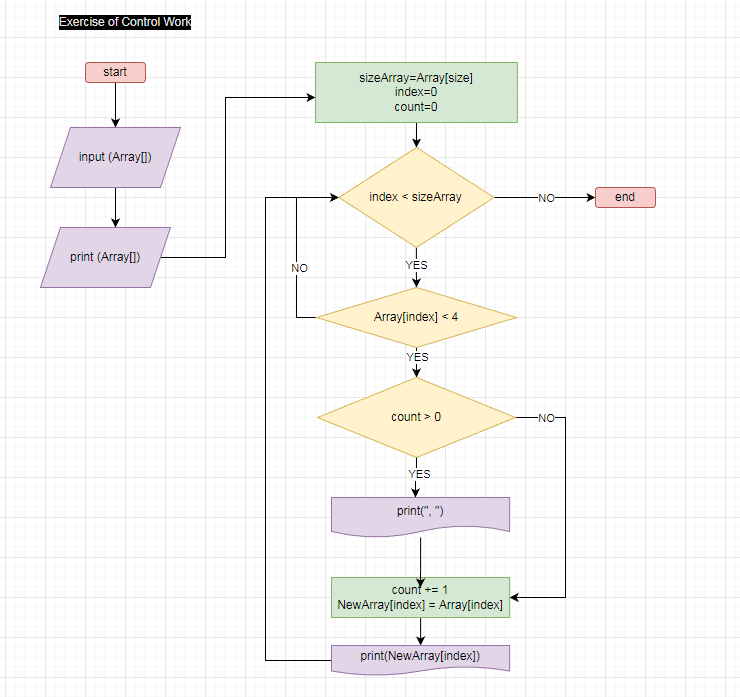 Exercise of Control Work
start
input (Array[])
print (Array[])
sizeArray=Array[size]
index=0
count=0
index < sizeArray
NO
end
YES
NO
Array[index] < 4
YES
count > 0
NO
YES
print(", ")
count += 1
NewArray[index] = Array[index]
print(NewArray[index])